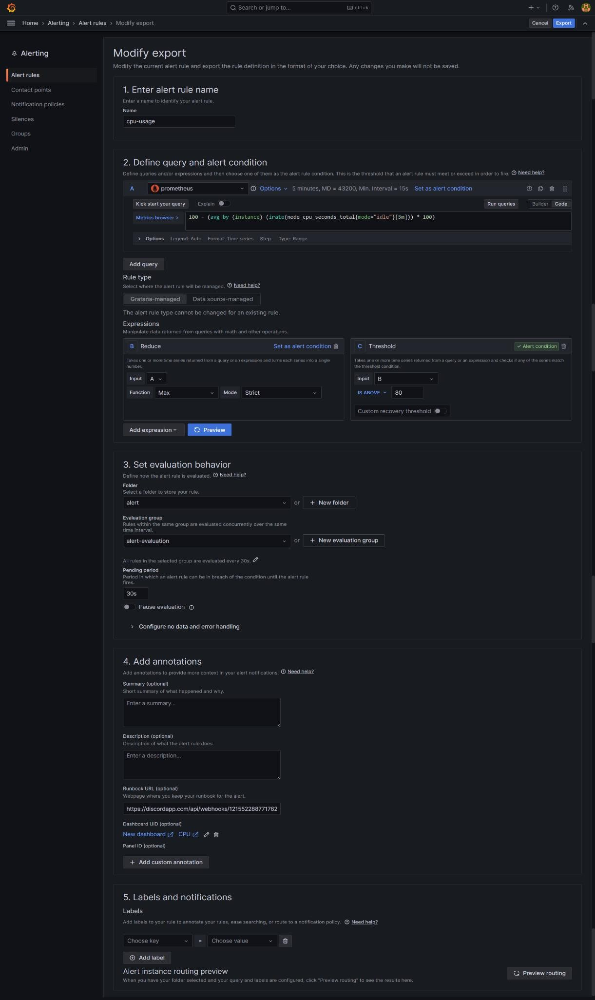 Search or jump to...
ctrl+k
Home › Alerting › Alert rules › Modify export
Cancel
Export
Alerting
Alert rules
Contact points
Notification policies
Silences
Groups
Admin
Modify export
Modify the current alert rule and export the rule definition in the format of your choice. Any changes you make will not be saved.
1. Enter alert rule name
Enter a name to identify your alert rule.
Name
cpu-usage
2. Define query and alert condition
Define queries and/or expressions and then choose one of them as the alert rule condition. This is the threshold that an alert rule must meet or exceed in order to fire. Need help?
A prometheus Options 5 minutes, MD = 43200, Min. Interval = 15s Set as alert condition
Kick start your query Explain Run queries Builder Code
Metrics browser > 100 - (avg by (instance) (irate(node_cpu_seconds_total{mode="idle"}[5m])) * 100)
› Options Legend: Auto Format: Time series Step: Type: Range
Add query
Rule type
Select where the alert rule will be managed. Need help?
Grafana-managed Data source-managed
The alert rule type cannot be changed for an existing rule.
Expressions
Manipulate data returned from queries with math and other operations.
B Reduce Set as alert condition
Takes one or more time series returned from a query or an expression and turns each series into a single
number.
Input A
Function Max Mode Strict
C Threshold Alert condition
Takes one or more time series returned from a query or an expression and checks if any of the series match
the threshold condition.
Input B
IS ABOVE 80
Custom recovery threshold
Add expression Preview
3. Set evaluation behavior
Define how the alert rule is evaluated. Need help?
Folder
Select a folder to store your rule.
alert or + New folder
Evaluation group
Rules within the same group are evaluated concurrently over the same
time interval.
alert-evaluation or + New evaluation group
All rules in the selected group are evaluated every 30s.
Pending period
Period in which an alert rule can be in breach of the condition until the alert rule
fires.
30s
Pause evaluation
› Configure no data and error handling
4. Add annotations
Add annotations to provide more context in your alert notifications. Need help?
Summary (optional)
Short summary of what happened and why.
Enter a summary...
Description (optional)
Description of what the alert rule does.
Enter a description...
Runbook URL (optional)
Webpage where you keep your runbook for the alert.
https://discordapp.com/api/webhooks/121552288771762
Dashboard UID (optional)
New dashboard CPU
Panel ID (optional)
+ Add custom annotation
5. Labels and notifications
Labels
Add labels to your rule to annotate your rules, ease searching, or route to a notification policy. Need help?
Choose key = Choose value
Add label
Alert instance routing preview
When you have your folder selected and your query and labels are configured, click "Preview routing" to see the results here.
Preview routing